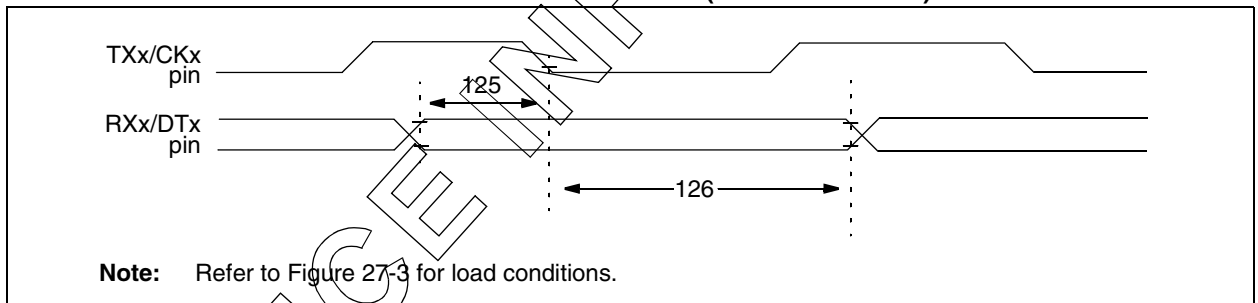 TXx/CKx
pin
125
RXx/DTx
pin
126
Note: Refer to Figure 27-3 for load conditions.